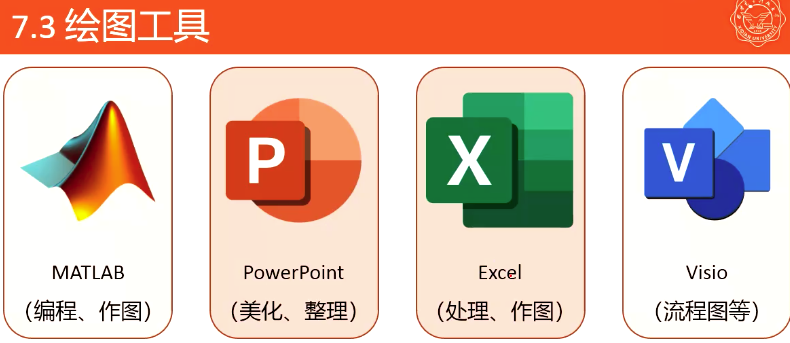 7.3 绘图工具
MATLAB
(编程、作图)
P
PowerPoint
(美化、整理)
X
Excel
(处理、作图)
V
Visio
(流程图等)